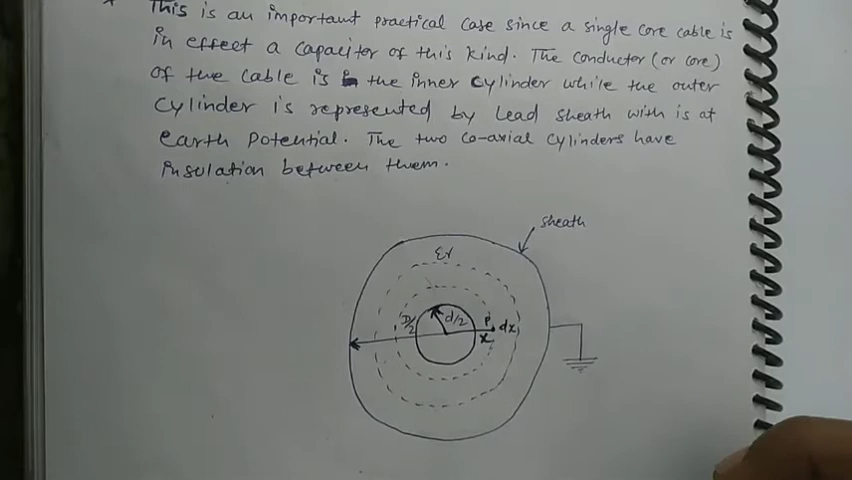 * This is an important practical case since a single core cable is
in effect a capacitor of this kind. The conductor (or core)
of the cable is the inner cylinder while the outer
cylinder is represented by lead sheath wish is at
earth potential. The two co-axial cylinders have
insulation between them.
sheath
Er
D/2
d/2
P
dx
x